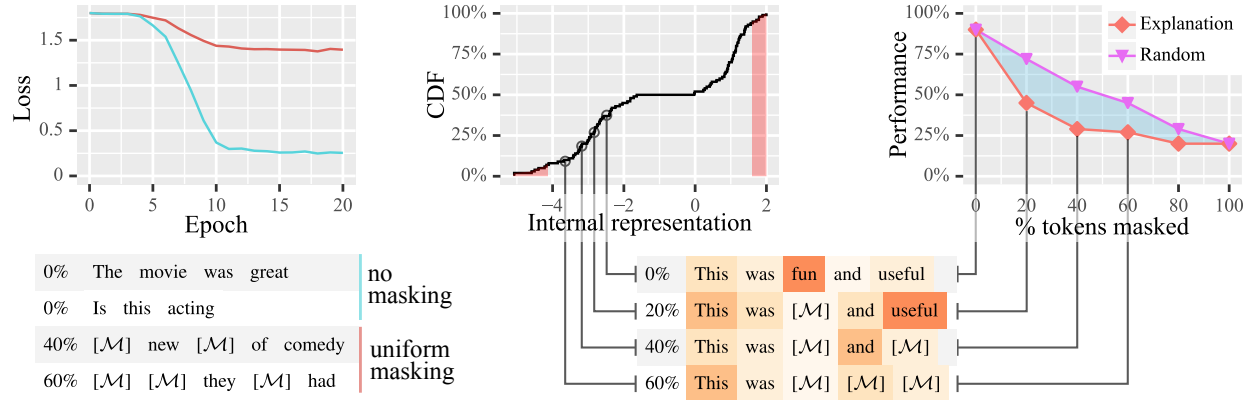 Loss
1.5
1
0.5
0
0 5 10 15 20
Epoch
0% The movie was great
0% Is this acting
no
masking
40% [M] new [M] of comedy
60% [M] [M] they [M] had
uniform
masking
CDF
100%
75%
50%
25%
0%
−4 −2 0 2
Internal representation
0% This was fun and useful
20% This was [M] and useful
40% This was [M] and [M]
60% This was [M] [M] [M]
Performance
100%
75%
50%
25%
0%
Explanation
Random
0 20 40 60 80 100
% tokens masked